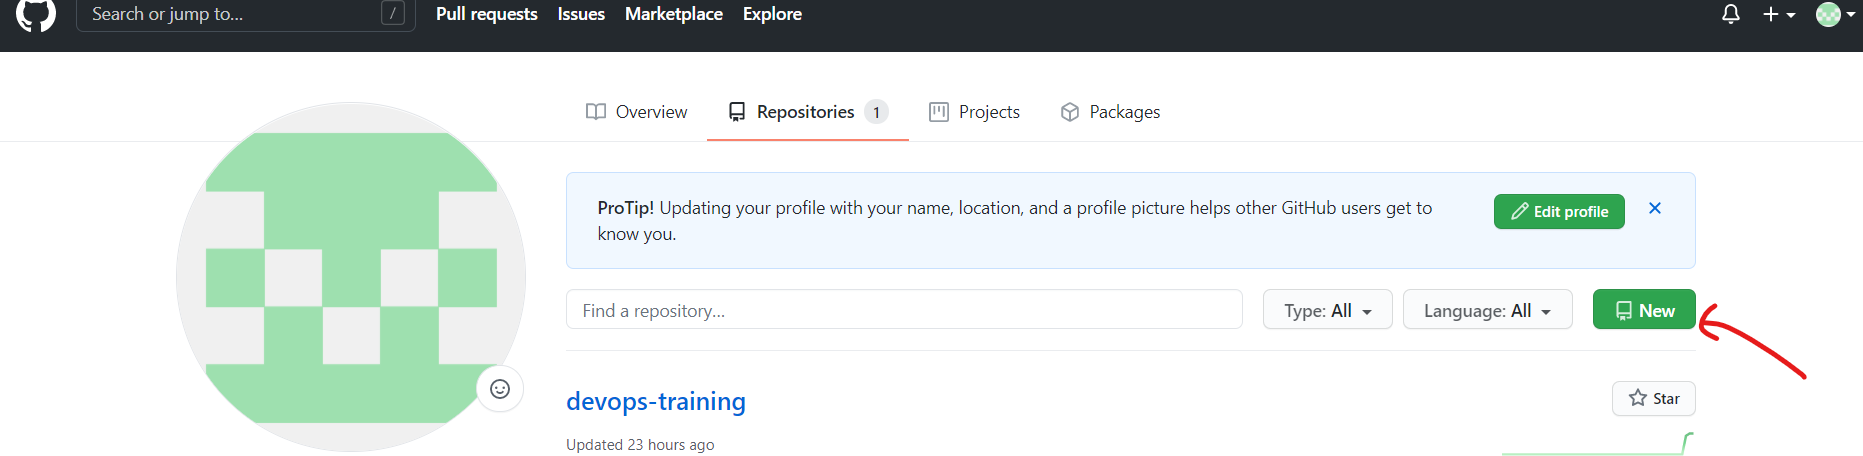 Search or jump to... / Pull requests Issues Marketplace Explore
Overview Repositories 1 Projects Packages
ProTip! Updating your profile with your name, location, and a profile picture helps other GitHub users get to
know you.
Edit profile
Find a repository... Type: All Language: All New
devops-training
Star
Updated 23 hours ago